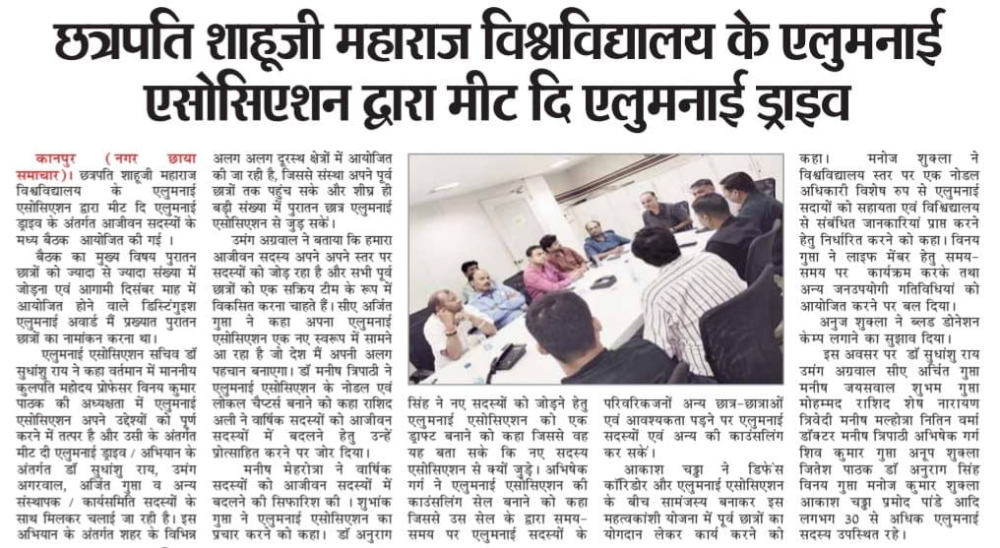 छत्रपति शाहूजी महाराज विश्वविद्यालय के एलुमनाई
एसोसिएशन द्वारा मीट दि एलुमनाई ड्राइव
कानपुर (नगर छाया
समाचार)। छत्रपति शाहूजी महाराज
विश्वविद्यालय के एलुमनाई
एसोसिएशन द्वारा मीट दि एलुमनाई
ड्राइव के अंतर्गत आजीवन सदस्यों के
मध्य बैठक आयोजित की गई ।
बैठक का मुख्य विषय पुरातन
छात्रों को ज्यादा से ज्यादा संख्या में
जोड़ना एवं आगामी दिसंबर माह में
आयोजित होने वाले डिस्टिंगुइश
एलुमनाई अवार्ड मैं प्रख्यात पुरातन
छात्रों का नामांकन करना था।
एलुमनाई एसोसिएशन सचिव डॉ
सुधांशु राय ने कहा वर्तमान में माननीय
कुलपति महोदय प्रोफेसर विनय कुमार
पाठक की अध्यक्षता में एलुमनाई
एसोसिएशन अपने उद्देश्यों को पूर्ण
करने में तत्पर है और उसी के अंतर्गत
मीट दी एलुमनाई ड्राइव / अभियान के
अंतर्गत डॉ सुधांशु राय, उमंग
अगरवाल, अर्जित गुप्ता व अन्य
संस्थापक / कार्यसमिति सदस्यों के
साथ मिलकर चलाई जा रही है। इस
अभियान के अंतर्गत शहर के विभिन्न
अलग अलग दूरस्थ क्षेत्रों में आयोजित
की जा रही है, जिससे संस्था अपने पूर्व
छात्रों तक पहुंच सके और शीघ्र ही
बड़ी संख्या में पुरातन छात्र एलुमनाई
एसोसिएशन से जुड़ सकें।
उमंग अग्रवाल ने बताया कि हमारा
आजीवन सदस्य अपने अपने स्तर पर
सदस्यों को जोड़ रहा है और सभी पूर्व
छात्रों को एक सक्रिय टीम के रूप में
विकसित करना चाहते हैं। सीए अर्जित
गुप्ता ने कहा अपना एलुमनाई
एसोसिएशन एक नए स्वरूप में सामने
आ रहा है जो देश मैं अपनी अलग
पहचान बनाएगा। डॉ मनीष त्रिपाठी ने
एलुमनाई एसोसिएशन के नोडल एवं
लोकल चैप्टर्स बनाने को कहा राशिद
अली ने वार्षिक सदस्यों को आजीवन
सदस्यों में बदलने हेतु उन्हें
प्रोत्साहित करने पर जोर दिया।
मनीष मेहरोत्रा ने वार्षिक
सदस्यों को आजीवन सदस्यों में
बदलने की सिफारिश की । शुभांक
गुप्ता ने एलुमनाई एसोसिएशन का
प्रचार करने को कहा। डॉ अनुराग
सिंह ने नए सदस्यों को जोड़ने हेतु
एलुमनाई एसोसिएशन को एक
ड्राफ्ट बनाने को कहा जिससे वह
यह बता सके कि नए सदस्य
एसोसिएशन से क्यों जुड़े। अभिषेक
गर्ग ने एलुमनाई एसोसिएशन की
काउंसलिंग सेल बनाने को कहा
जिससे उस सेल के द्वारा समय-
समय पर एलुमनाई सदस्यों के
परिवरिकजनों अन्य छात्र-छात्राओं
एवं आवश्यकता पड़ने पर एलुमनाई
सदस्यों एवं अन्य की काउंसलिंग
कर सकें।
आकाश चड्ढा ने डिफेंस
कॉरिडोर और एलुमनाई एसोसिएशन
के बीच सामंजस्य बनाकर इस
महत्वकांशी योजना में पूर्व छात्रों का
योगदान लेकर कार्य करने को
कहा। मनोज शुक्ला ने
विश्वविद्यालय स्तर पर एक नोडल
अधिकारी विशेष रुप से एलुमनाई
सदायों को सहायता एवं विश्विद्यालय
से संबंधित जानकारियां प्राप्त करने
हेतु निर्धारित करने को कहा। विनय
गुप्ता ने लाइफ मेंबर हेतु समय-
समय पर कार्यक्रम करके तथा
अन्य जनउपयोगी गतिविधियां को
आयोजित करने पर बल दिया।
अनुज शुक्ला ने ब्लड डोनेशन
केम्प लगाने का सुझाव दिया।
इस अवसर पर डॉ सुधांशु राय
उमंग अग्रवाल सीए अर्चित गुप्ता
मनीष जयसवाल शुभम गुप्ता
मोहम्मद राशिद शेष नारायण
त्रिवेदी मनीष मल्होत्रा नितिन वर्मा
डॉक्टर मनीष त्रिपाठी अभिषेक गर्ग
शिव कुमार गुप्ता अनूप शुक्ला
जितेश पाठक डॉ अनुराग सिंह
विनय गुप्ता मनोज कुमार शुक्ला
आकाश चड्ढा प्रमोद पांडे आदि
लगभग 30 से अधिक एलुमनाई
सदस्य उपस्थित रहे।